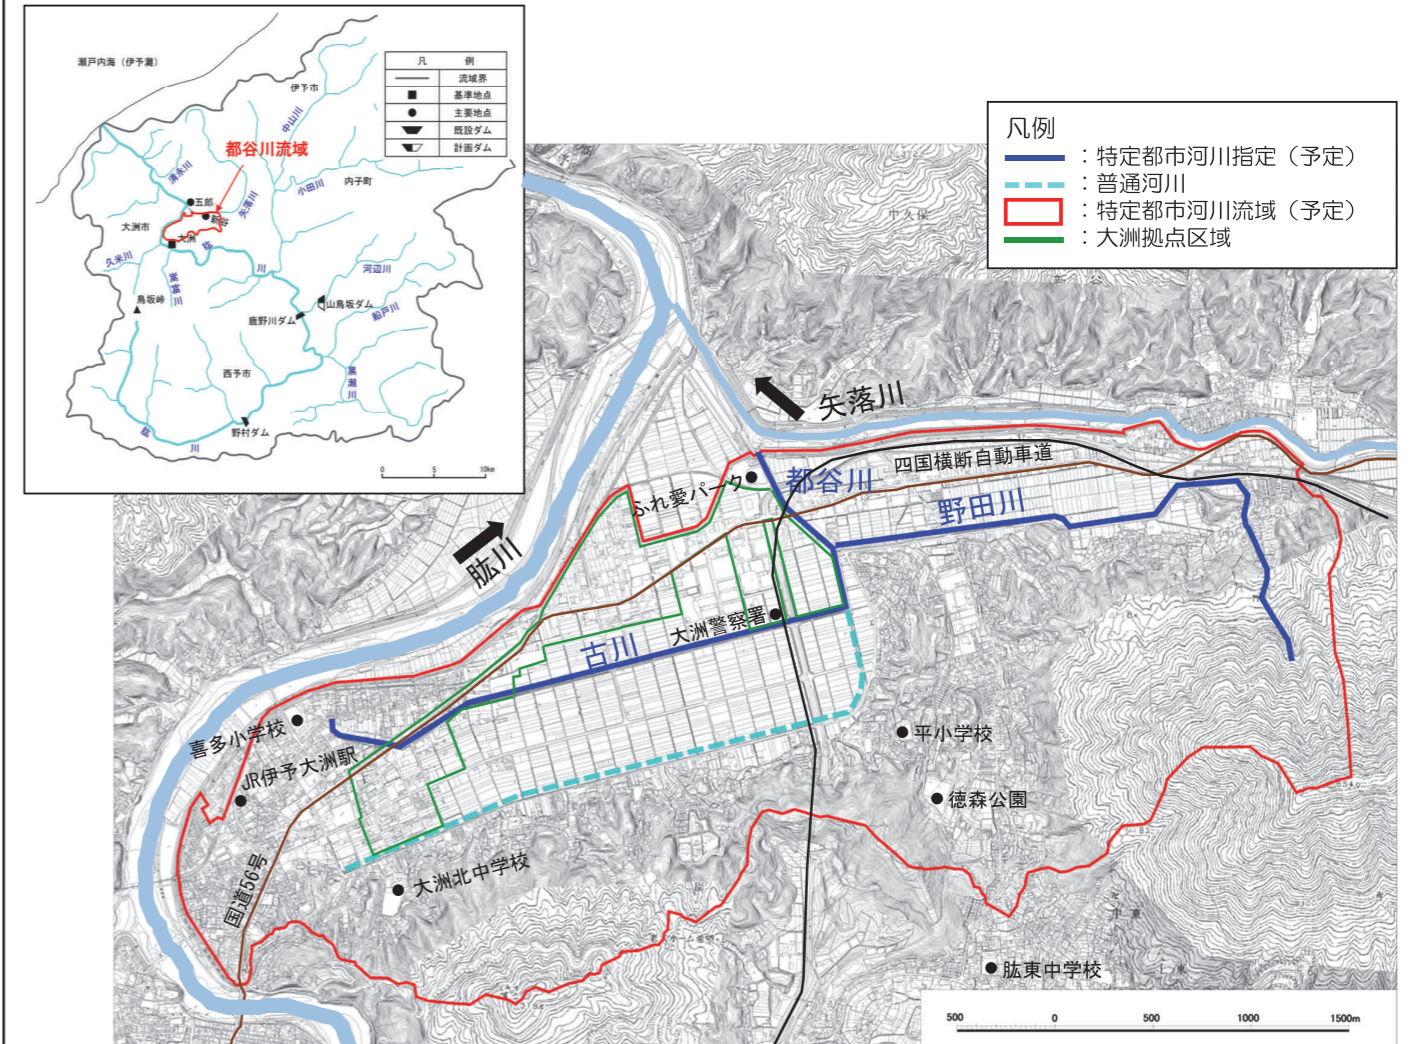 瀬戸内海（伊予灘）
凡　例
流域界
基準地点
主要地点
既設ダム
計画ダム
伊予市
中山川
都谷川流域
清永川
矢落川
小田川
内子町
五郎
新谷
大洲市
大洲
久米川
嵩富川
肱
川
河辺川
鳥坂峠
山鳥坂ダム
鹿野川ダム
船戸川
西予市
黒瀬川
野村ダム
肱
川
0 5 10km
凡例
：特定都市河川指定（予定）
：普通河川
：特定都市河川流域（予定）
：大洲拠点区域
矢落川
四国横断自動車道
都谷川
ふれ愛パーク
野田川
肱川
大洲警察署
古川
喜多小学校
JR伊予大洲駅
平小学校
徳森公園
大洲北中学校
国道56号
肱東中学校
500 0 500 1000 1500m